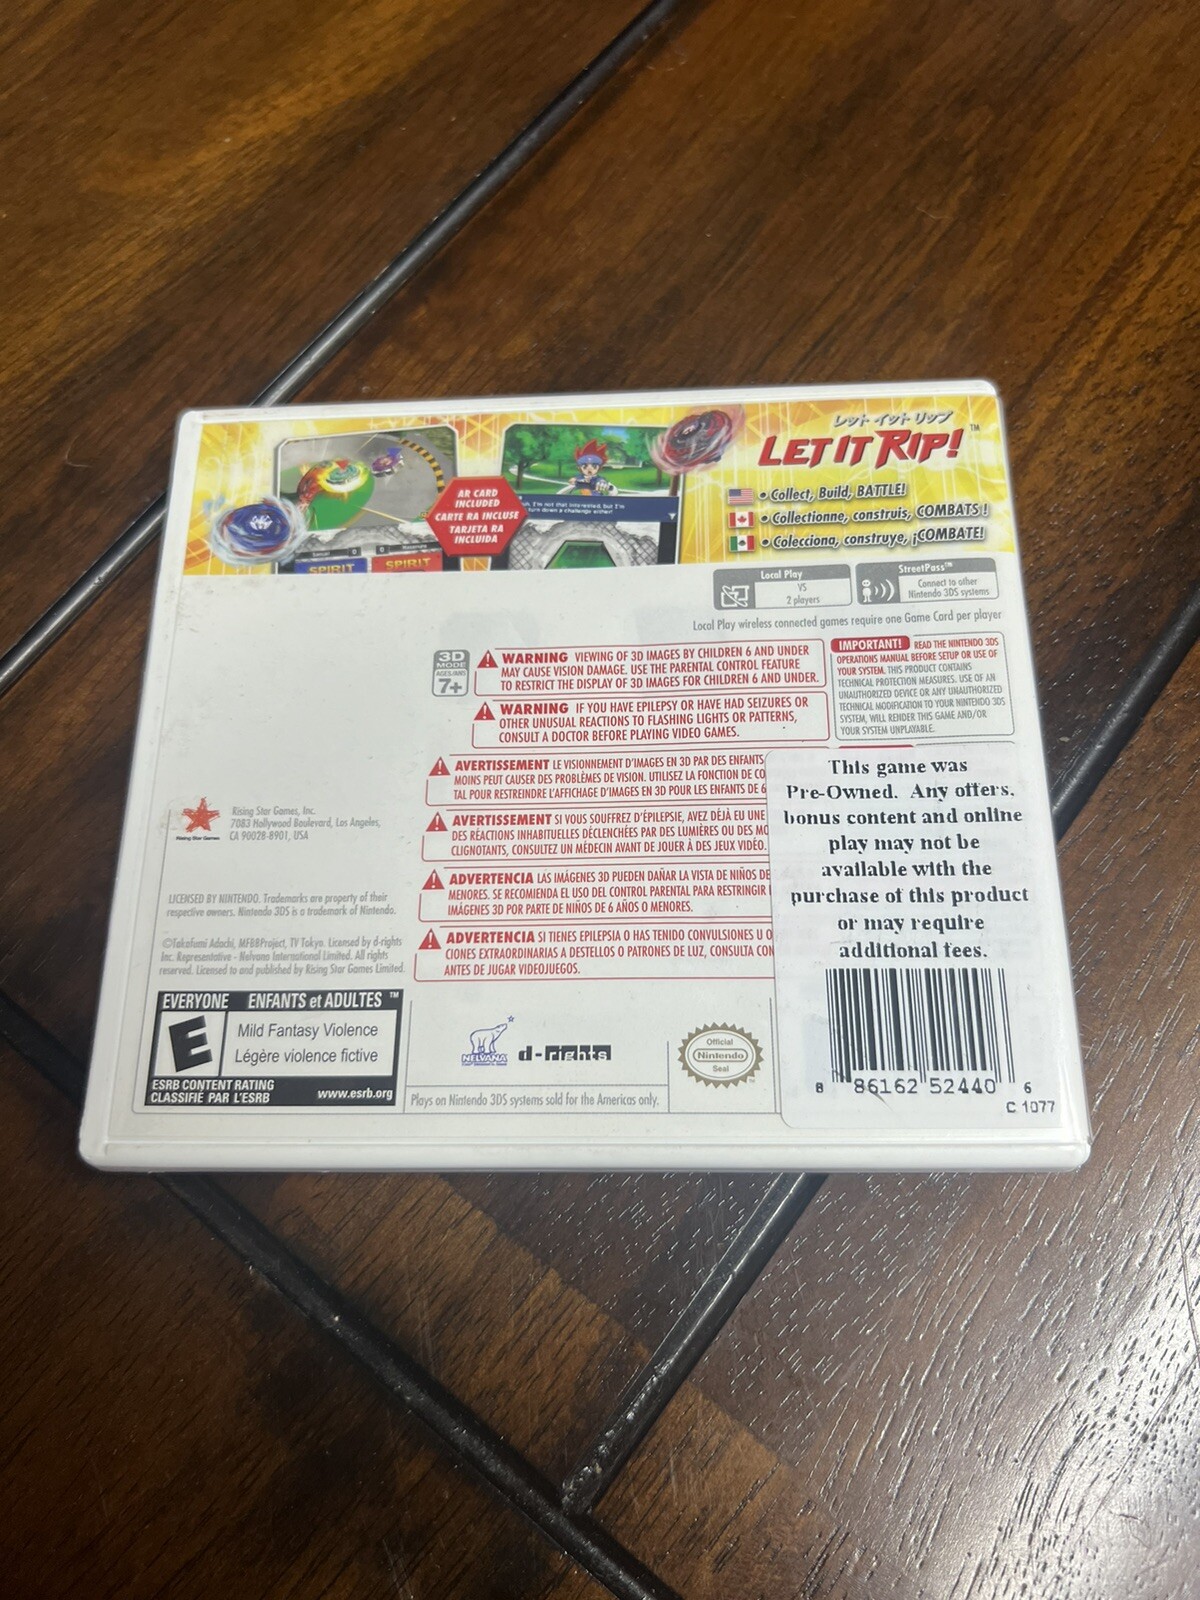 レット イット リップ
LET IT RIP! ™
AR CARD
INCLUDED
CARTE RA INCLUSE
TARJETA RA
INCLUIDA
I'm not that interested, but I'm
turn down a challenge either!
SPIRIT
SPIRIT
• Collect, Build, BATTLE!
• Collectionne, construis, COMBATS !
• Colecciona, construye, ¡COMBATE!
Local Play
VS
2 players
StreetPass™
Connect to other
Nintendo 3DS systems
Local Play wireless connected games require one Game Card per player
3D
MODE
AGES/ANS
7+
WARNING VIEWING OF 3D IMAGES BY CHILDREN 6 AND UNDER
MAY CAUSE VISION DAMAGE. USE THE PARENTAL CONTROL FEATURE
TO RESTRICT THE DISPLAY OF 3D IMAGES FOR CHILDREN 6 AND UNDER.
WARNING IF YOU HAVE EPILEPSY OR HAVE HAD SEIZURES OR
OTHER UNUSUAL REACTIONS TO FLASHING LIGHTS OR PATTERNS,
CONSULT A DOCTOR BEFORE PLAYING VIDEO GAMES.
IMPORTANT! READ THE NINTENDO 3DS
OPERATIONS MANUAL BEFORE SETUP OR USE OF
YOUR SYSTEM. THIS PRODUCT CONTAINS
TECHNICAL PROTECTION MEASURES. USE OF AN
UNAUTHORIZED DEVICE OR ANY UNAUTHORIZED
TECHNICAL MODIFICATION TO YOUR NINTENDO 3DS
SYSTEM, WILL RENDER THIS GAME AND/OR
YOUR SYSTEM UNPLAYABLE.
AVERTISSEMENT LE VISIONNEMENT D'IMAGES EN 3D PAR DES ENFANTS
MOINS PEUT CAUSER DES PROBLÈMES DE VISION. UTILISEZ LA FONCTION DE CO
TAL POUR RESTREINDRE L'AFFICHAGE D'IMAGES EN 3D POUR LES ENFANTS DE 6
AVERTISSEMENT SI VOUS SOUFFREZ D'ÉPILEPSIE, AVEZ DÉJÀ EU UNE
DES RÉACTIONS INHABITUELLES DÉCLENCHÉES PAR DES LUMIÈRES OU DES MO
CLIGNOTANTS, CONSULTEZ UN MÉDECIN AVANT DE JOUER À DES JEUX VIDÉO.
ADVERTENCIA LAS IMÁGENES 3D PUEDEN DAÑAR LA VISTA DE NIÑOS DE
MENORES. SE RECOMIENDA EL USO DEL CONTROL PARENTAL PARA RESTRINGIR
IMÁGENES 3D POR PARTE DE NIÑOS DE 6 AÑOS O MENORES.
ADVERTENCIA SI TIENES EPILEPSIA O HAS TENIDO CONVULSIONES U O
CIONES EXTRAORDINARIAS A DESTELLOS O PATRONES DE LUZ, CONSULTA CON
ANTES DE JUGAR VIDEOJUEGOS.
This game was
Pre-Owned. Any offers,
bonus content and online
play may not be
available with the
purchase of this product
or may require
additional fees.
8 86162 52440 6
C 1077
Rising Star Games
Rising Star Games, Inc.
7083 Hollywood Boulevard, Los Angeles,
CA 90028-8901, USA
LICENSED BY NINTENDO. Trademarks are property of their
respective owners. Nintendo 3DS is a trademark of Nintendo.
©Takafumi Adachi, MFBBProject, TV Tokyo. Licensed by d-rights
Inc. Representative - Nelvana International Limited. All rights
reserved. Licensed to and published by Rising Star Games Limited.
EVERYONE ENFANTS et ADULTES ™
E
Mild Fantasy Violence
Légère violence fictive
ESRB CONTENT RATING
CLASSIFIÉ PAR L'ESRB
www.esrb.org
NELVANA
d-rights
Official
Nintendo
Seal
Plays on Nintendo 3DS systems sold for the Americas only.